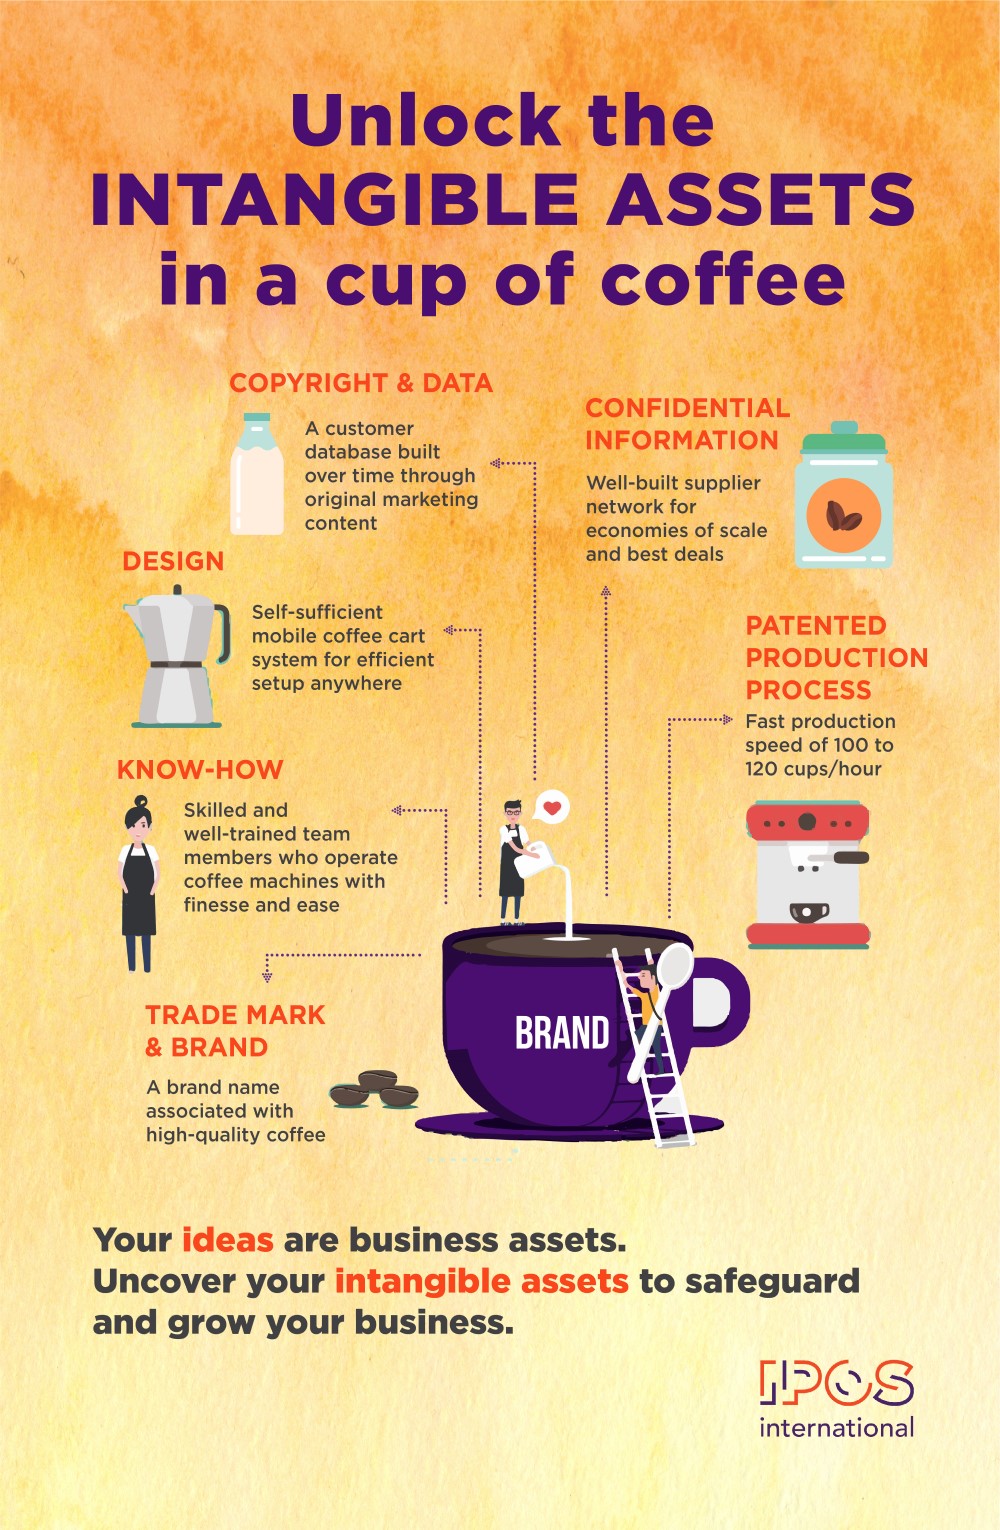 Unlock the
INTANGIBLE ASSETS
in a cup of coffee
COPYRIGHT & DATA
A customer
database built
over time through
original marketing
content
CONFIDENTIAL
INFORMATION
Well-built supplier
network for
economies of scale
and best deals
DESIGN
Self-sufficient
mobile coffee cart
system for efficient
setup anywhere
PATENTED
PRODUCTION
PROCESS
Fast production
speed of 100 to
120 cups/hour
KNOW-HOW
Skilled and
well-trained team
members who operate
coffee machines with
finesse and ease
TRADE MARK
& BRAND
A brand name
associated with
high-quality coffee
BRAND
Your ideas are business assets.
Uncover your intangible assets to safeguard
and grow your business.
IPOS
international